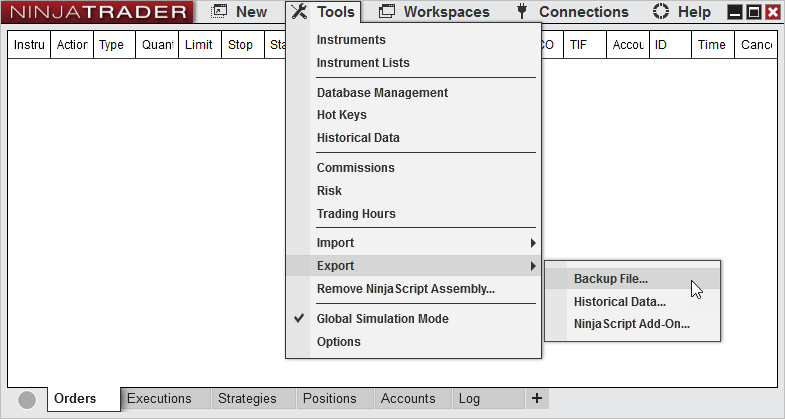 NINJATRADER New Tools Workspaces Connections Help
Instru Action Type Quant Limit Stop Sta CO TIF Accou ID Time Cance
Instruments
Instrument Lists
Database Management
Hot Keys
Historical Data
Commissions
Risk
Trading Hours
Import
Export
Backup File...
Remove NinjaScript Assembly...
Historical Data...
Global Simulation Mode
NinjaScript Add-On...
Options
Orders Executions Strategies Positions Accounts Log +